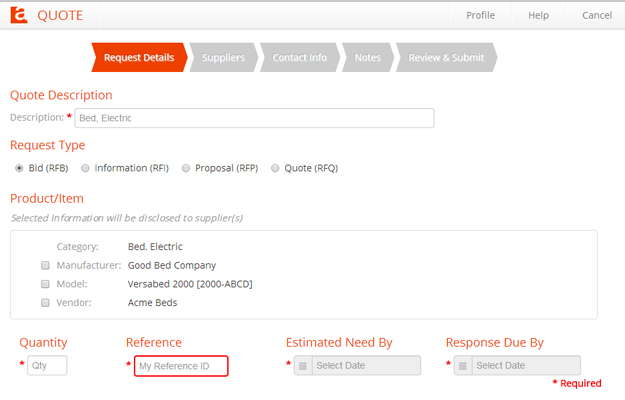 a QUOTE Profile Help Cancel
Request Details Suppliers Contact Info Notes Review & Submit
Quote Description
Description: * Bed, Electric
Request Type
Bid (RFB) Information (RFI) Proposal (RFP) Quote (RFQ)
Product/Item
Selected Information will be disclosed to supplier(s)
Category: Bed, Electric
Manufacturer: Good Bed Company
Model: Versabed 2000 [2000-ABCD]
Vendor: Acme Beds
Quantity Reference Estimated Need By Response Due By
* Qty * My Reference ID * Select Date * Select Date
* Required